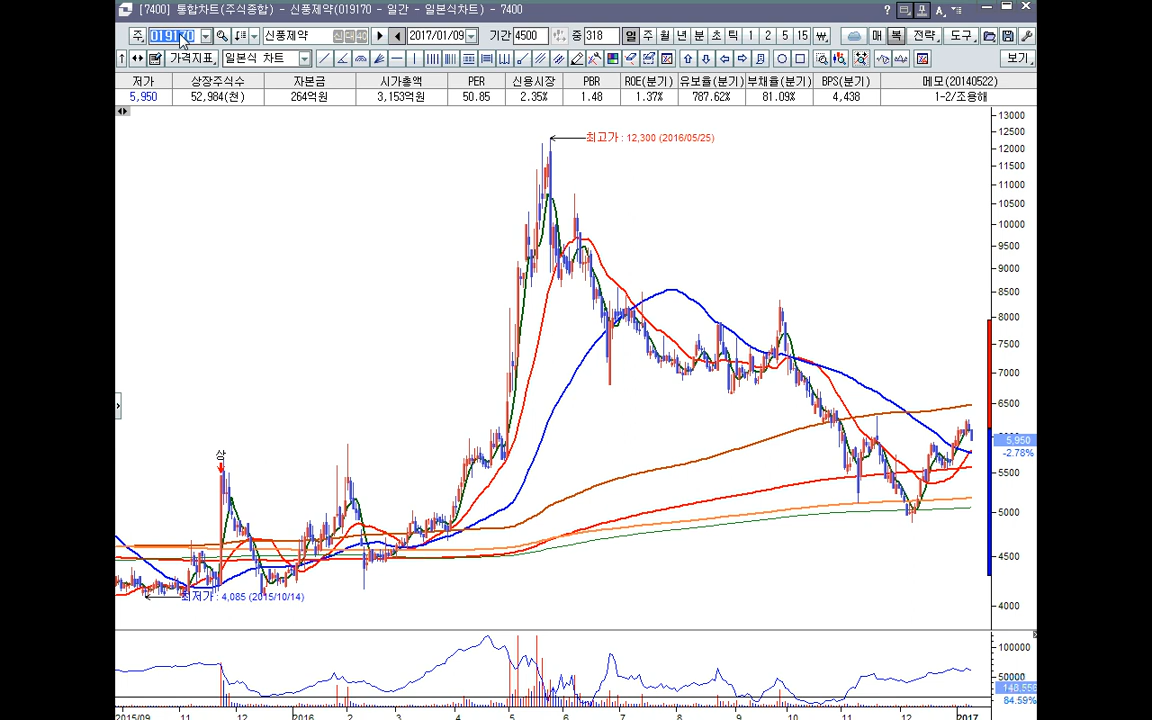 [7400] 통합차트(주식종합) - 신풍제약(019170 - 일간 - 일본식차트) - 7400
주 019170 신풍제약 신 대 40 2017/01/09 기간 4500 중 318 일 주 월 년 분 초 틱 1 2 5 15 매 복 전략 도구
가격지표 일본식 차트 보기
저가 상장주식수 자본금 시가총액 PER 신용시장 PBR ROE(분기) 유보율(분기) 부채율(분기) BPS(분기) 메모(20140522)
5,950 52,984(천) 264억원 3,153억원 50.85 2.35% 1.48 1.37% 787.62% 81.09% 4,438 1-2/조용해
최고가 : 12,300 (2016/05/25)
상
최저가 : 4,085 (2015/10/14)
13000
12500
12000
11500
11000
10500
10000
9500
9000
8500
8000
7500
7000
6500
5,950
-2.78%
5500
5000
4500
4000
100000
50000
148,556
84.59%
2015/09 11 12 2016 2 3 4 5 6 7 8 9 10 11 12 2017